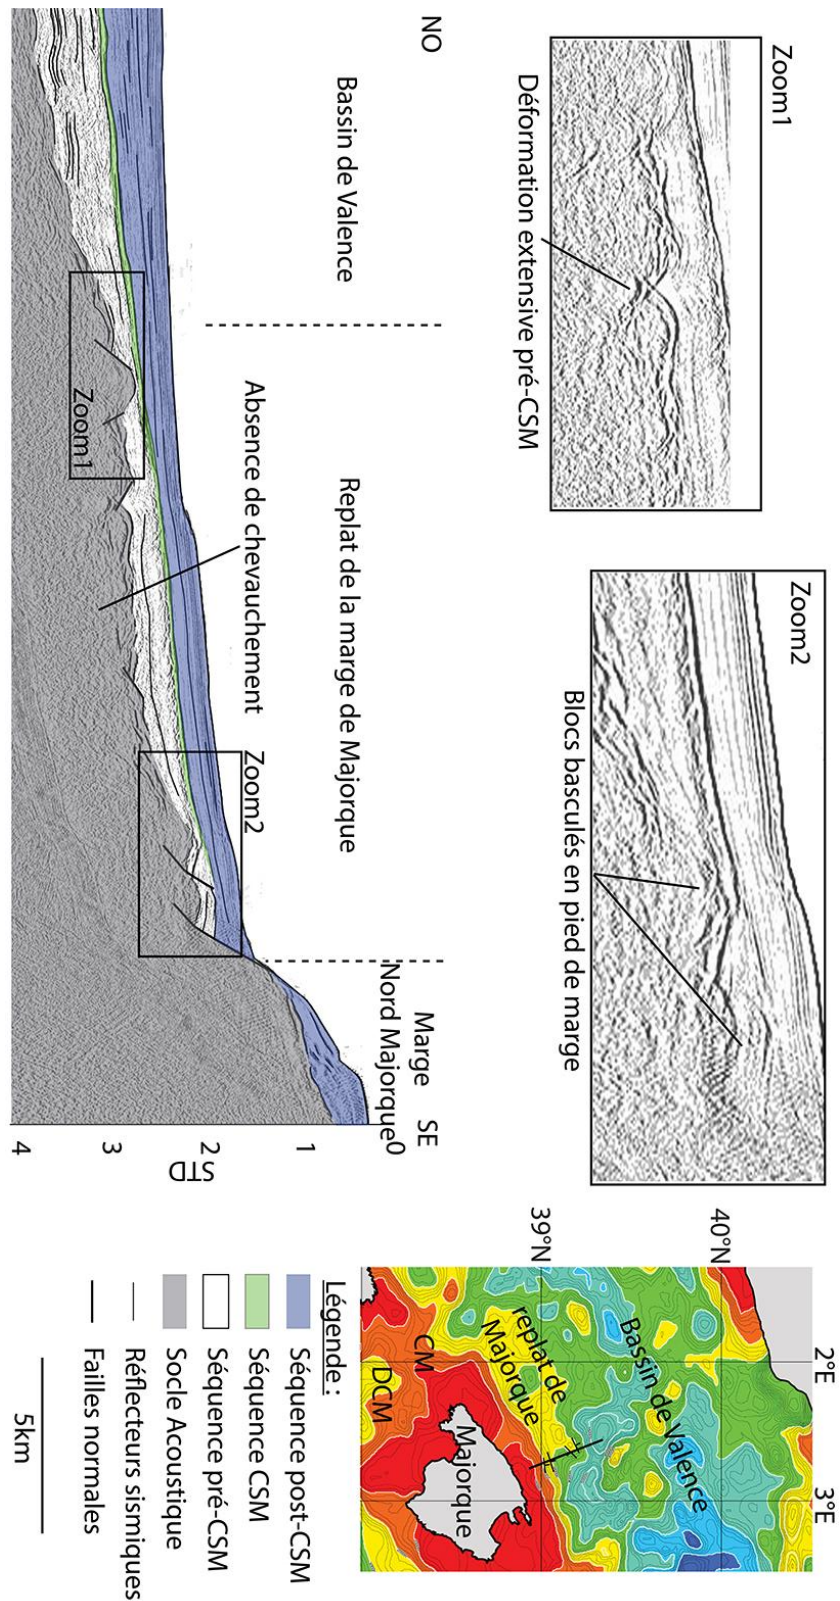 Zoom1
Déformation extensive pré-CSM
Zoom2
Blocs basculés en pied de marge
NO
Bassin de Valence
Replat de la marge de Majorque
Marge
Nord Majorque
SE
Absence de chevauchement
Zoom1
Zoom2
0
1
2
3
4
STD
40°N
39°N
2°E
3°E
Bassin de Valence
replat de
Majorque
CM
DCM
Majorque
Légende :
Séquence post-CSM
Séquence CSM
Séquence pré-CSM
Socle Acoustique
Réflecteurs sismiques
Failles normales
5km